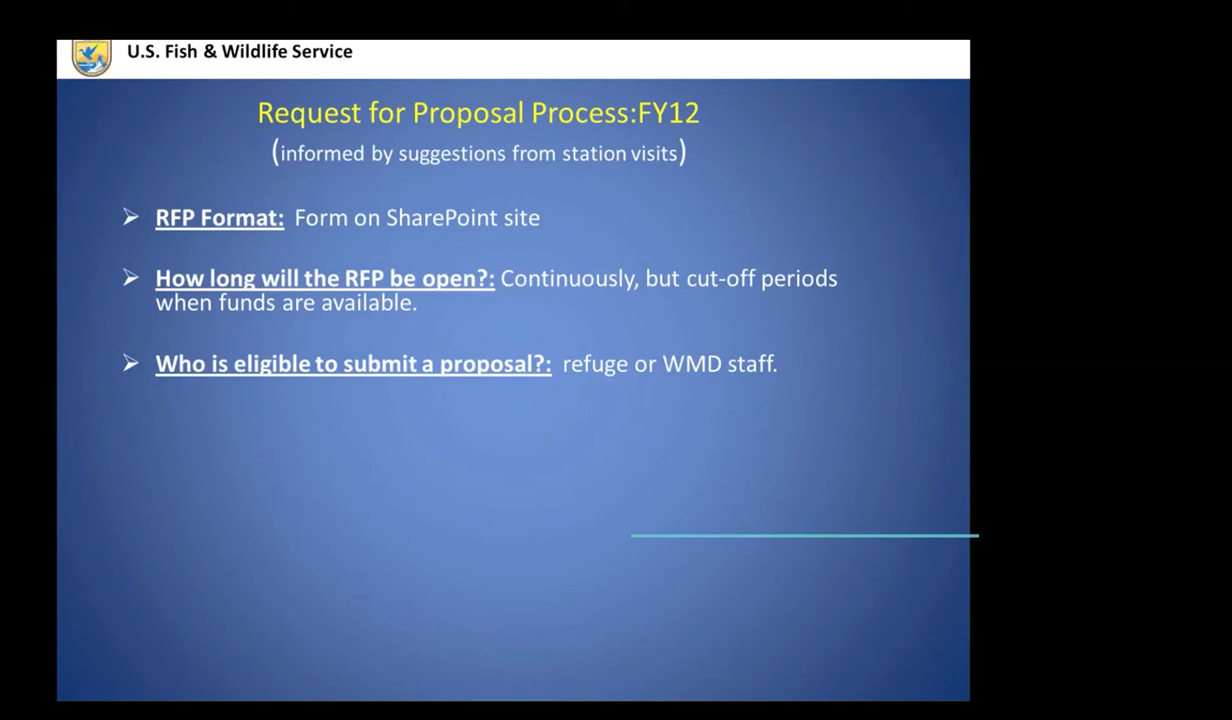 U.S. Fish & Wildlife Service
Request for Proposal Process:FY12
(informed by suggestions from station visits)
RFP Format: Form on SharePoint site
How long will the RFP be open?: Continuously, but cut-off periods
when funds are available.
Who is eligible to submit a proposal?: refuge or WMD staff.